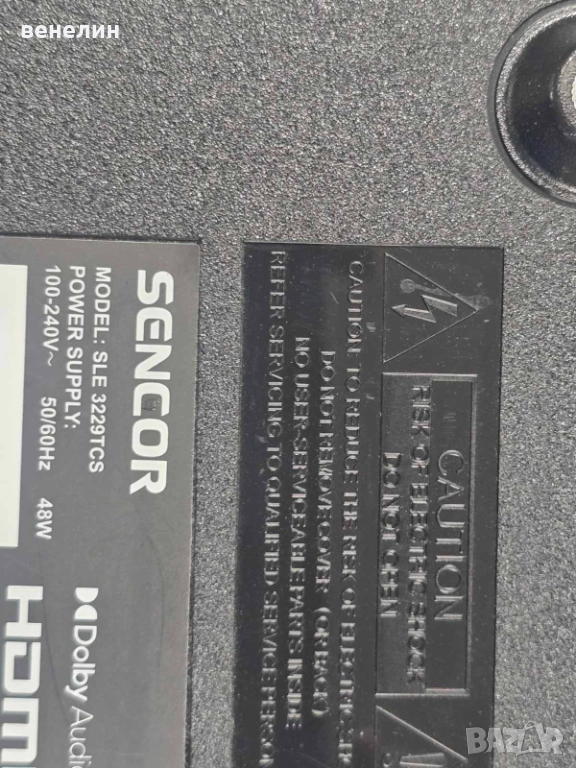 венелин
SENCOR
MODEL: SLE 3229TCS
POWER SUPPLY:
100-240V~ 50/60Hz 48W
Dolby Audio
HDMI
CAUTION
RISK OF ELECTRIC SHOCK
DO NOT OPEN
CAUTION TO REDUCE THE RISK OF ELECTRIC
DO NOT REMOVE COVER (OR BACK)
NO USER-SERVICEABLE PARTS INSIDE
REFER SERVICING TO QUALIFIED SERVICE PERSON
BAZAR